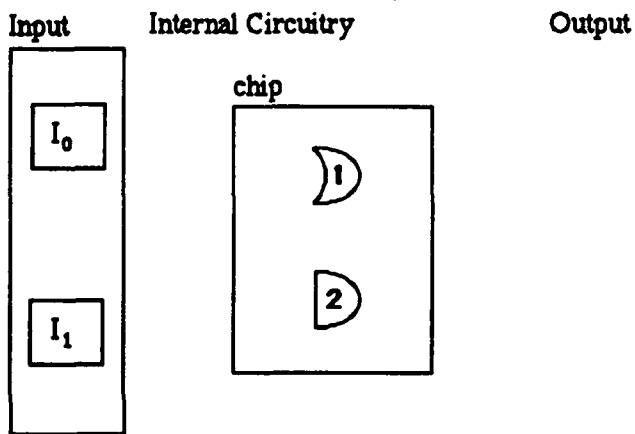 Input Internal Circuitry Output
chip
I₀
1
2
I₁